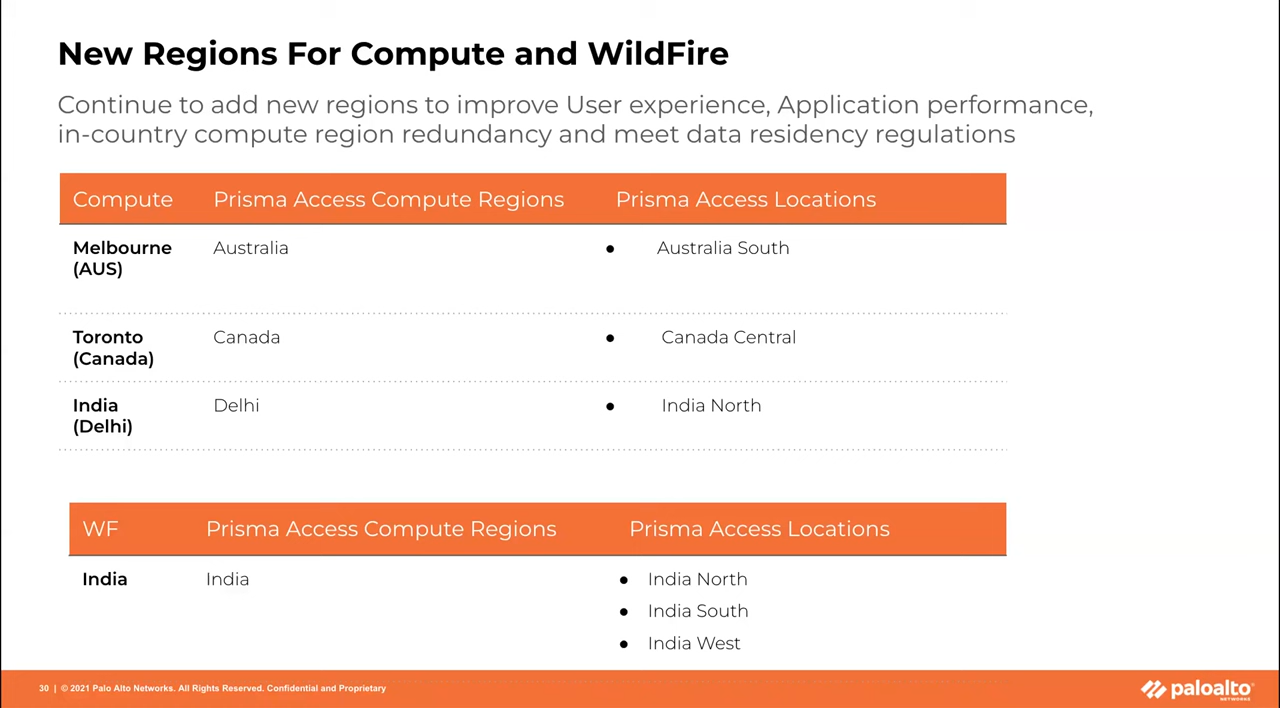 New Regions For Compute and WildFire
Continue to add new regions to improve User experience, Application performance,
in-country compute region redundancy and meet data residency regulations
Compute Prisma Access Compute Regions Prisma Access Locations
Melbourne Australia ● Australia South
(AUS)
Toronto Canada ● Canada Central
(Canada)
India Delhi ● India North
(Delhi)
WF Prisma Access Compute Regions Prisma Access Locations
India India ● India North
● India South
● India West
30 | © 2021 Palo Alto Networks. All Rights Reserved. Confidential and Proprietary
paloalto
NETWORKS